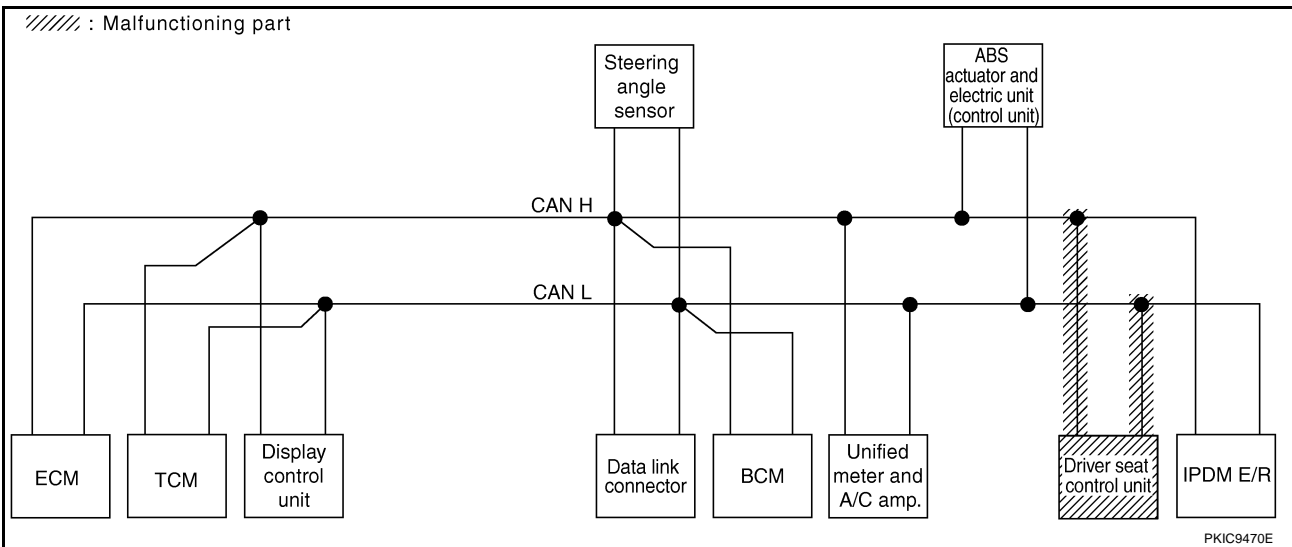 : Malfunctioning part
Steering
angle
sensor
ABS
actuator and
electric unit
(control unit)
CAN H
CAN L
ECM
TCM
Display
control
unit
Data link
connector
BCM
Unified
meter and
A/C amp.
Driver seat
control unit
IPDM E/R
PKIC9470E